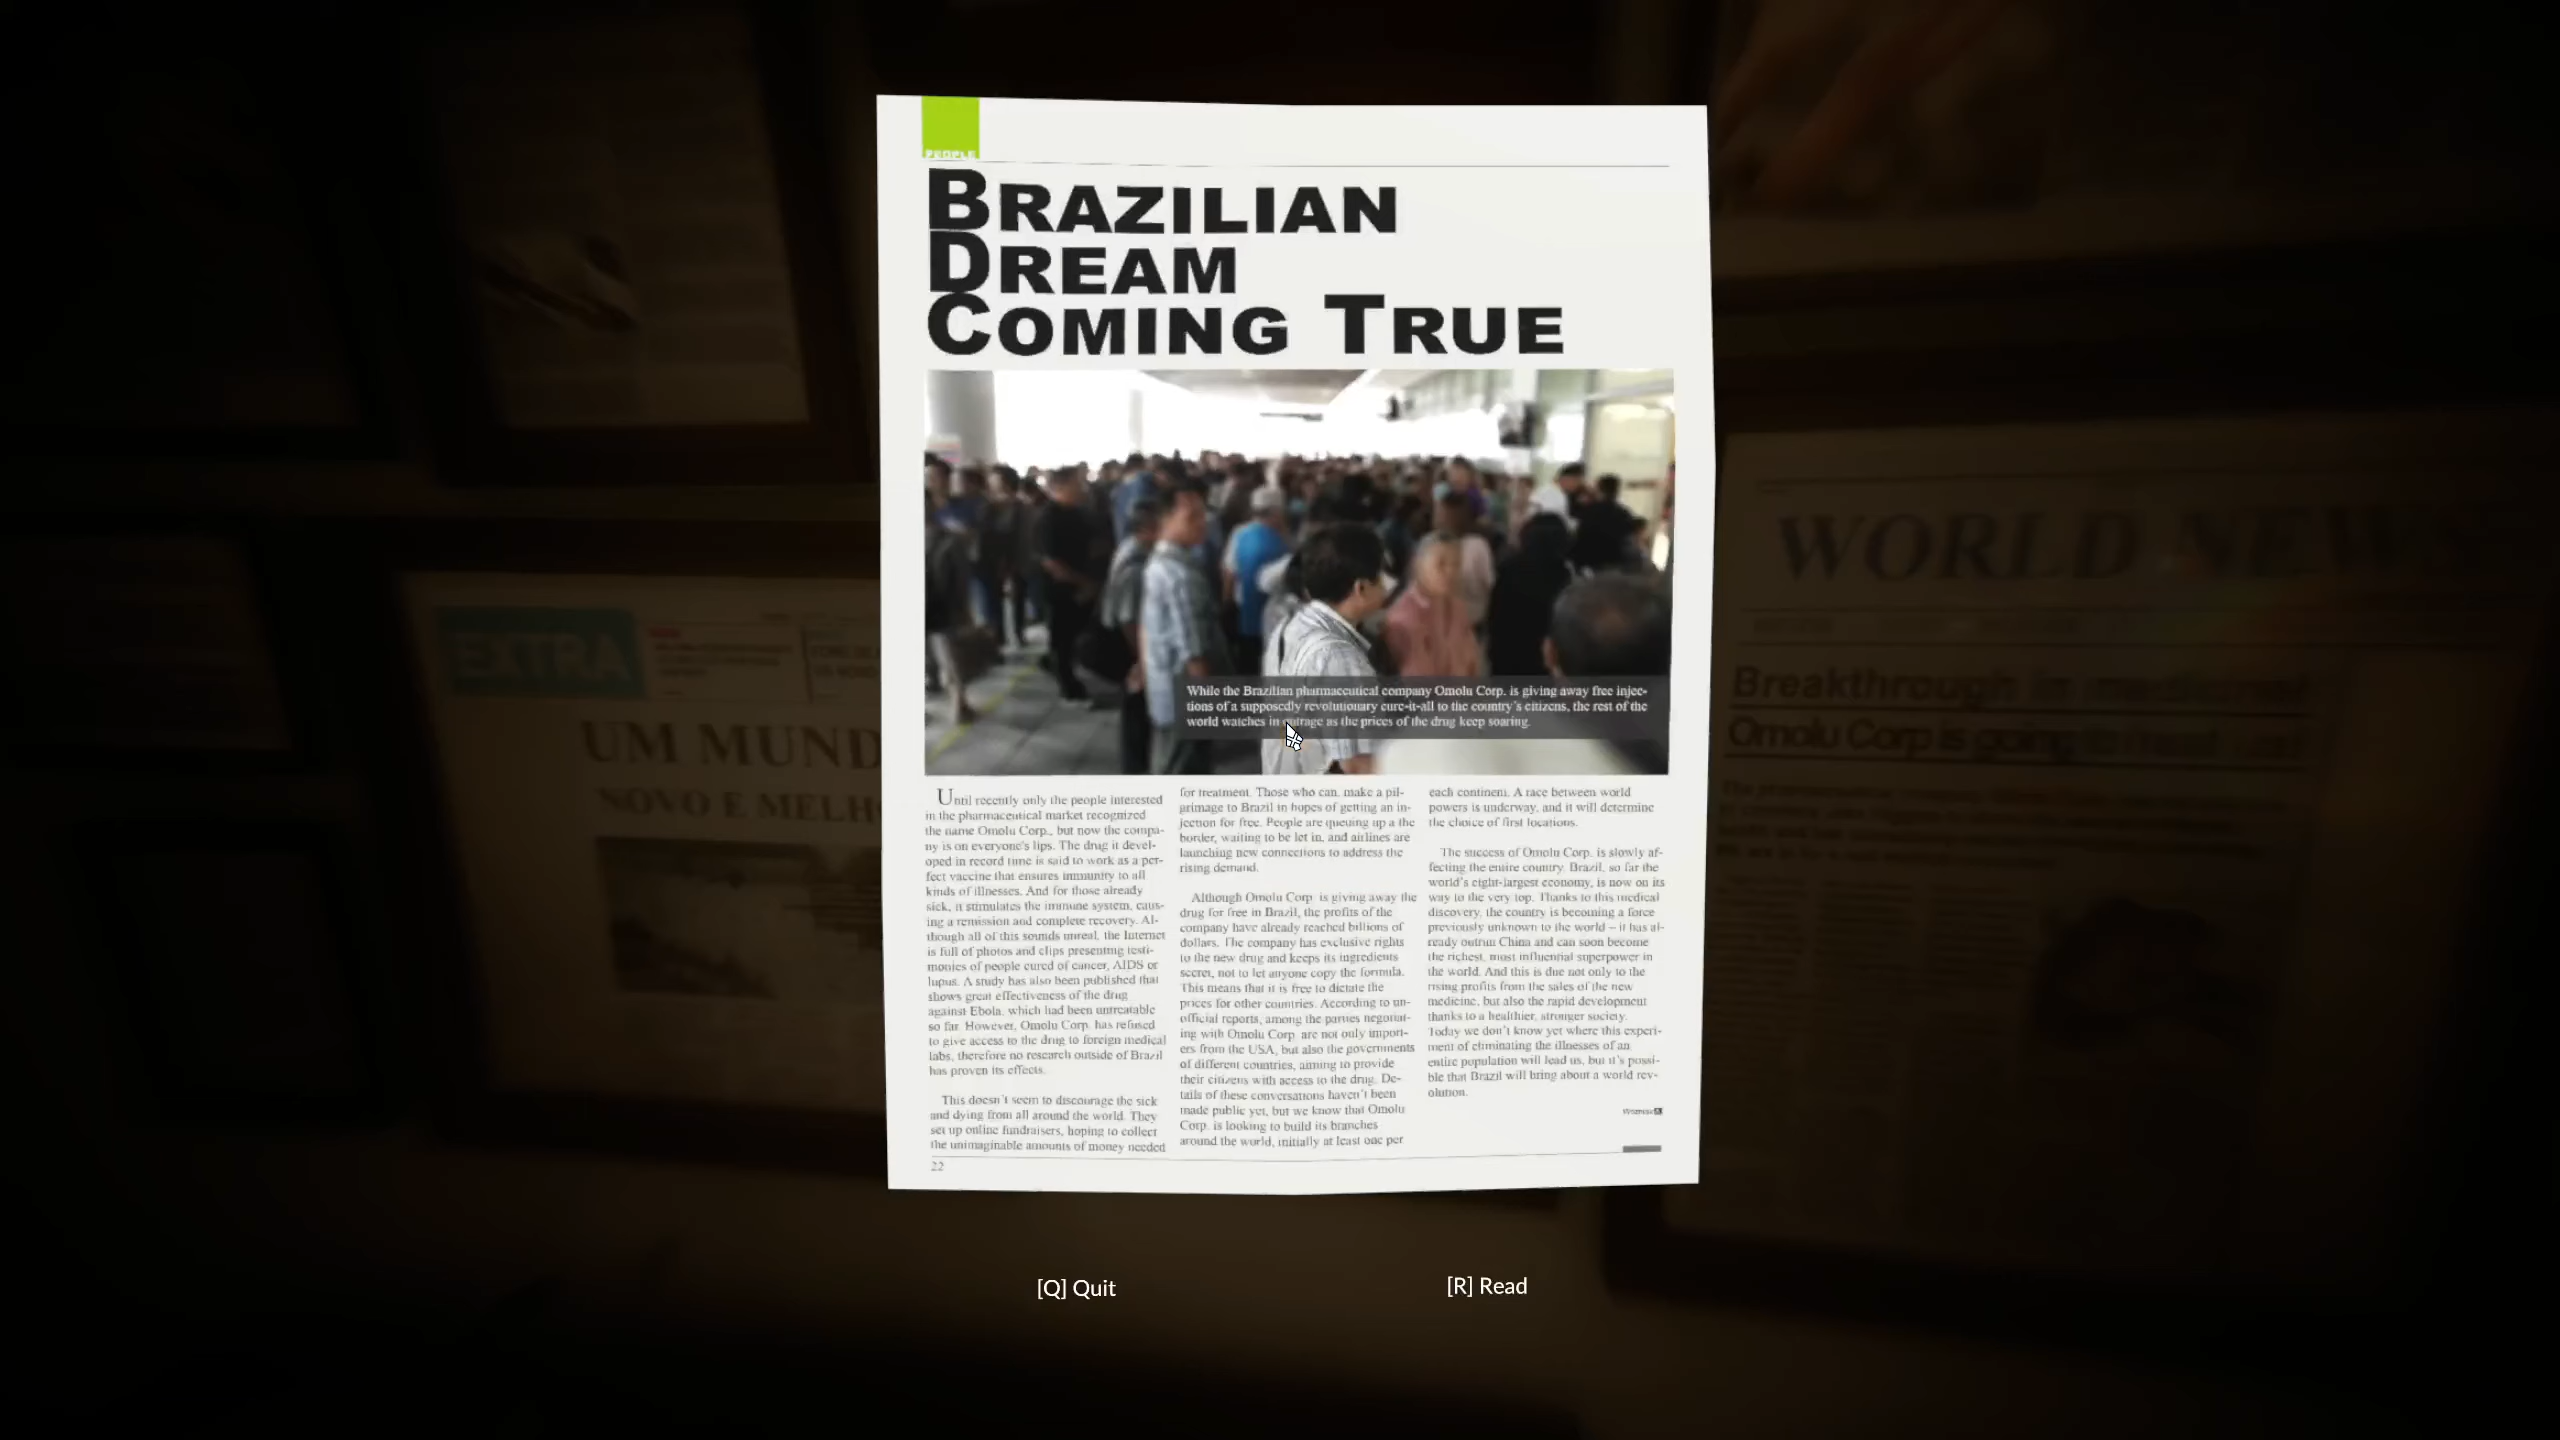 PEOPLE
BRAZILIAN
DREAM
COMING TRUE
While the Brazilian pharmaceutical company Omolu Corp. is giving away free injec-
tions of a supposedly revolutionary cure-it-all to the country's citizens, the rest of the
world watches in outrage as the prices of the drug keep soaring.
Until recently only the people interested
in the pharmaceutical market recognized
the name Omolu Corp., but now the compa-
ny is on everyone's lips. The drug it devel-
oped in record time is said to work as a per-
fect vaccine that ensures immunity to all
kinds of illnesses. And for those already
sick, it stimulates the immune system, caus-
ing a remission and complete recovery. Al-
though all of this sounds unreal, the Internet
is full of photos and clips presenting testi-
monies of people cured of cancer, AIDS or
lupus. A study has also been published that
shows great effectiveness of the drug
against Ebola, which had been untreatable
so far. However, Omolu Corp. has refused
to give access to the drug to foreign medical
labs, therefore no research outside of Brazil
has proven its effects.
This doesn't seem to discourage the sick
and dying from all around the world. They
set up online fundraisers, hoping to collect
the unimaginable amounts of money needed
for treatment. Those who can, make a pil-
grimage to Brazil in hopes of getting an in-
jection for free. People are queuing up a the
border, waiting to be let in, and airlines are
launching new connections to address the
rising demand.
Although Omolu Corp. is giving away the
drug for free in Brazil, the profits of the
company have already reached billions of
dollars. The company has exclusive rights
to the new drug and keeps its ingredients
secret, not to let anyone copy the formula.
This means that it is free to dictate the
prices for other countries. According to un-
official reports, among the parties negotiat-
ing with Omolu Corp. are not only import-
ers from the USA, but also the governments
of different countries, aiming to provide
their citizens with access to the drug. De-
tails of these conversations haven't been
made public yet, but we know that Omolu
Corp. is looking to build its branches
around the world, initially at least one per
each continent. A race between world
powers is underway, and it will determine
the choice of first locations.
The success of Omolu Corp. is slowly af-
fecting the entire country. Brazil, so far the
world's eight-largest economy, is now on its
way to the very top. Thanks to this medical
discovery, the country is becoming a force
previously unknown to the world – it has al-
ready outrun China and can soon become
the richest, most influential superpower in
the world. And this is due not only to the
rising profits from the sales of the new
medicine, but also the rapid development
thanks to a healthier, stronger society.
Today we don't know yet where this experi-
ment of eliminating the illnesses of an
entire population will lead us, but it's possi-
ble that Brazil will bring about a world rev-
olution.
22
EXTRA
UM MUND
NOVO E MELH
WORLD NEWS
Breakthrough in
Omolu Corp is going to
[Q] Quit
[R] Read